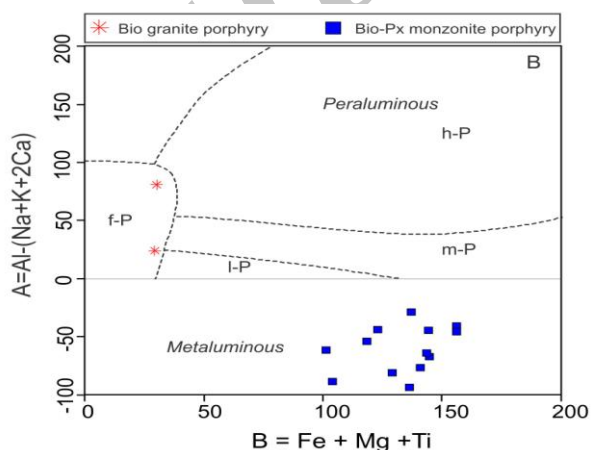 Bio granite porphyry Bio-Px monzonite porphyry
B
200
150
100
50
0
-50
-100
A=Al-(Na+K+2Ca)
Peraluminous
h-P
f-P
m-P
l-P
Metaluminous
0 50 100 150 200
B = Fe + Mg +Ti